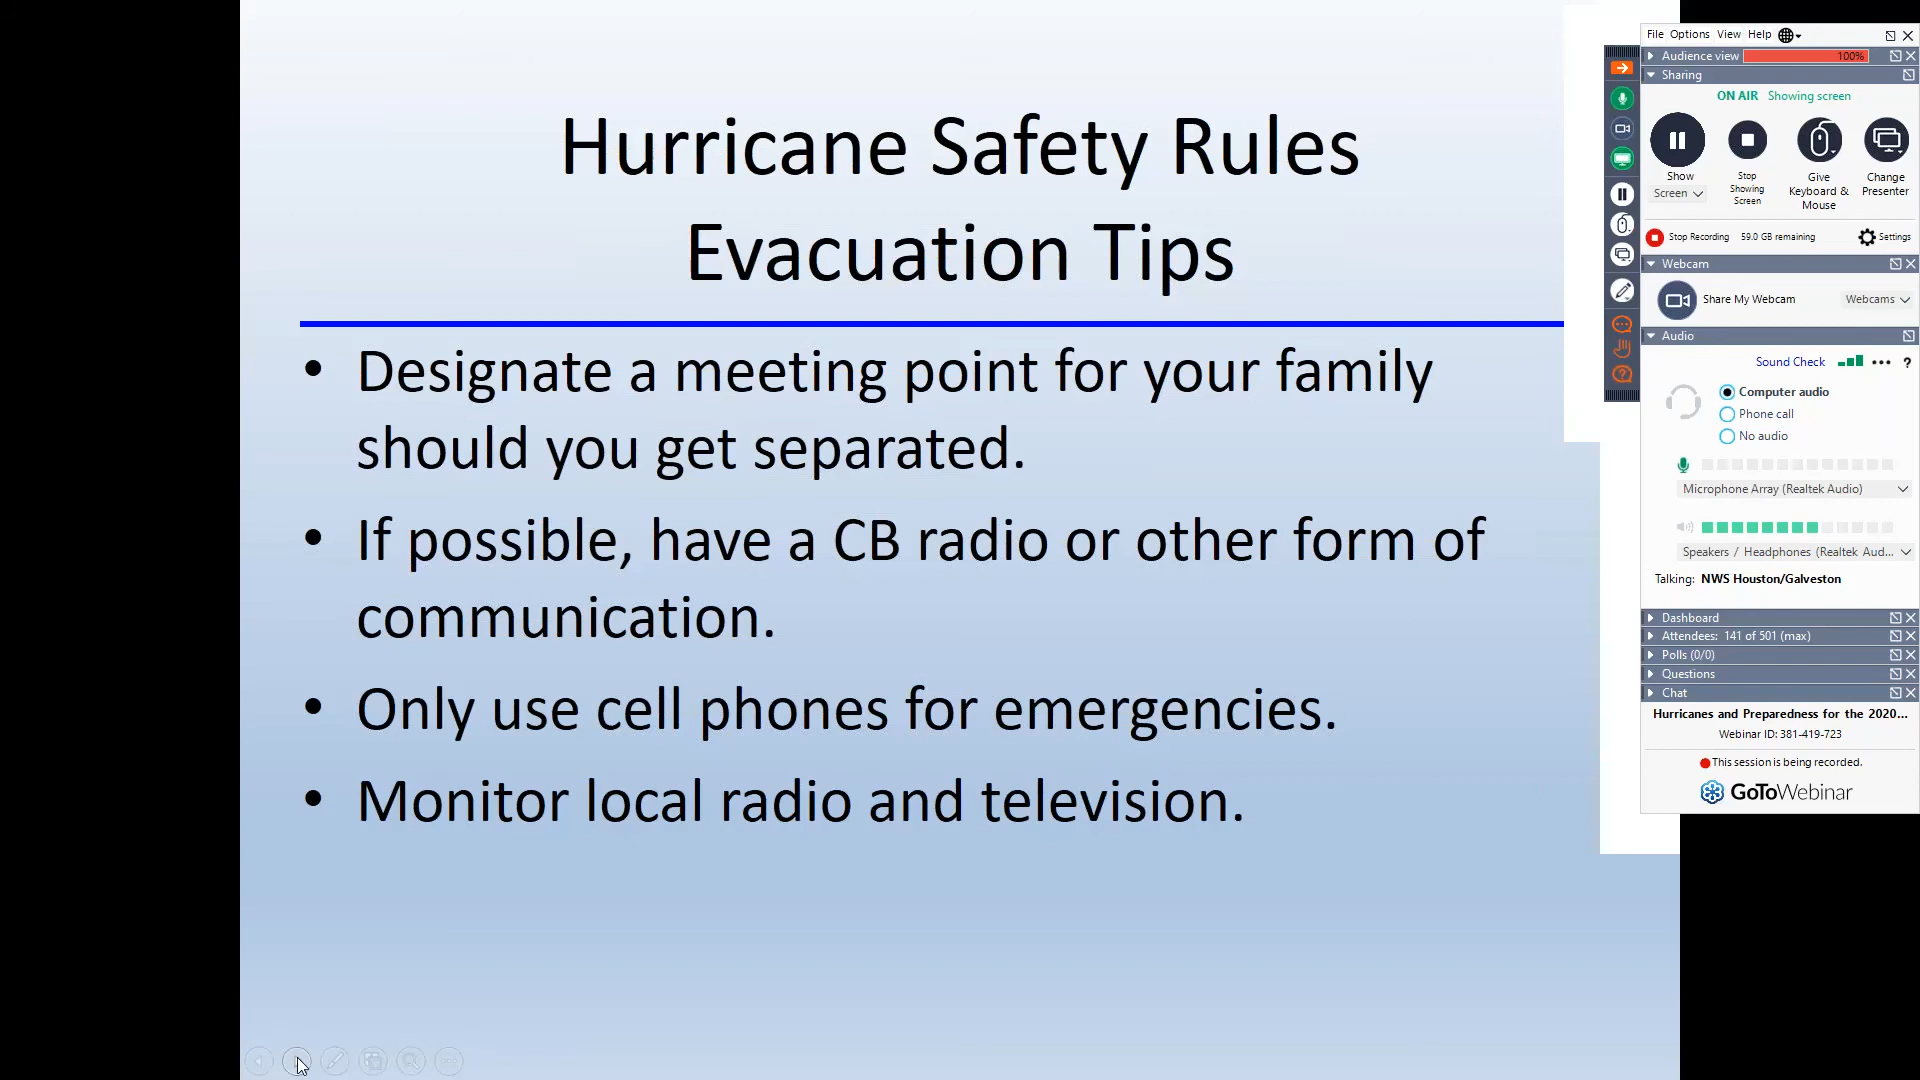 Hurricane Safety Rules
Evacuation Tips
• Designate a meeting point for your family
should you get separated.
• If possible, have a CB radio or other form of
communication.
• Only use cell phones for emergencies.
• Monitor local radio and television.
File Options View Help
Audience view 100%
Sharing
ON AIR Showing screen
Show
Screen
Stop
Showing
Screen
Give
Keyboard &
Mouse
Change
Presenter
Stop Recording 59.0 GB remaining Settings
Webcam
Share My Webcam Webcams
Audio
Sound Check ?
Computer audio
Phone call
No audio
Microphone Array (Realtek Audio)
Speakers / Headphones (Realtek Aud...
Talking: NWS Houston/Galveston
Dashboard
Attendees: 141 of 501 (max)
Polls (0/0)
Questions
Chat
Hurricanes and Preparedness for the 2020...
Webinar ID: 381-419-723
This session is being recorded.
GoToWebinar